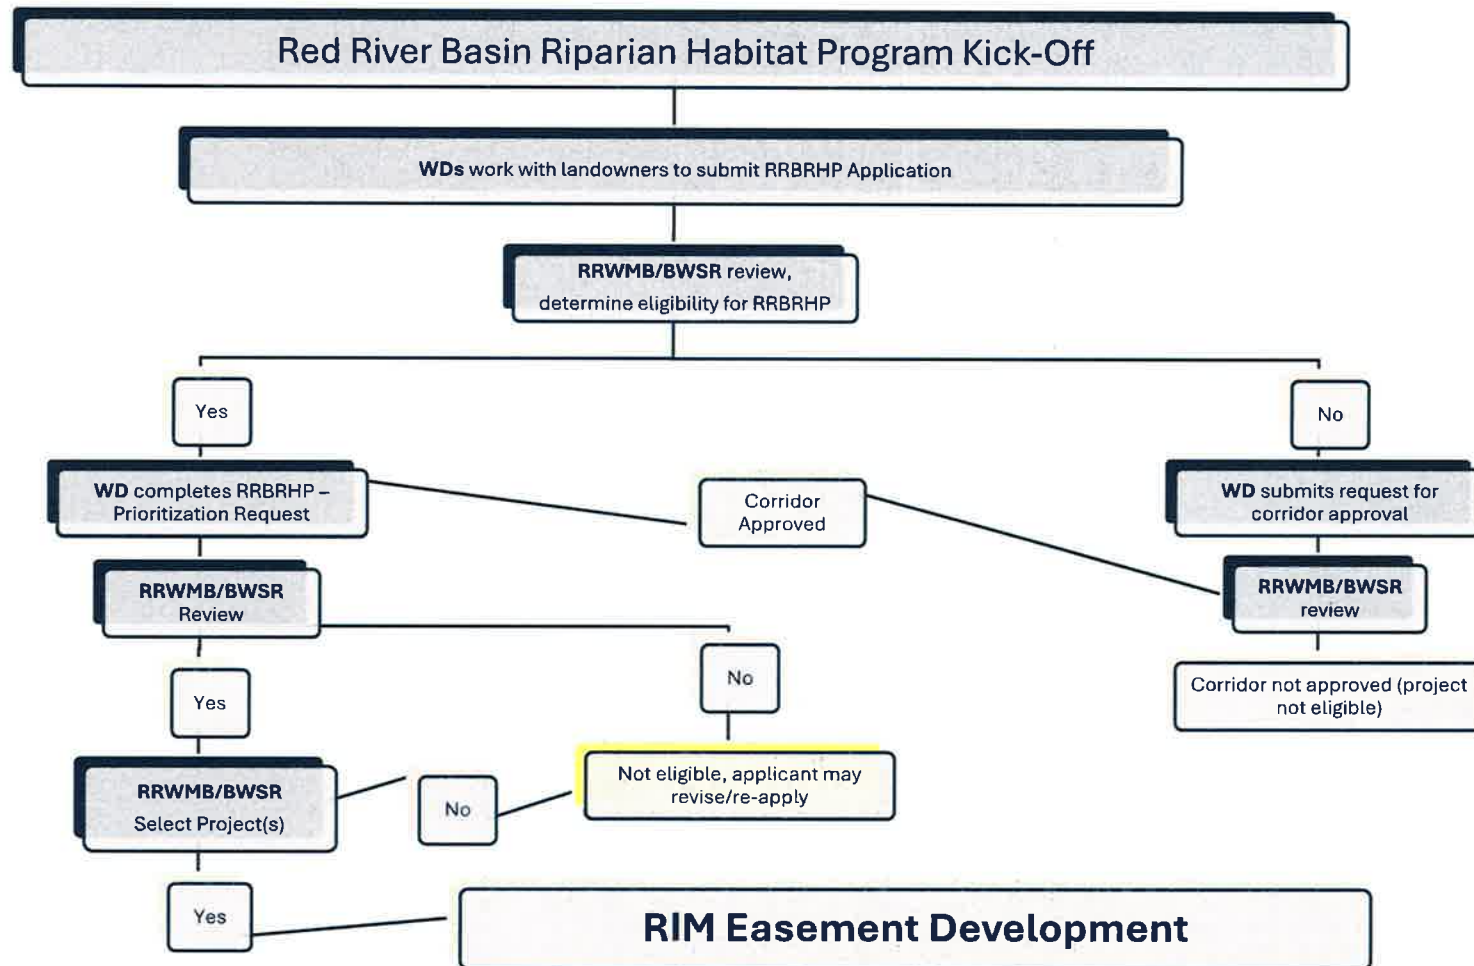 Red River Basin Riparian Habitat Program Kick-Off
WDs work with landowners to submit RRBRHP Application
RRWMB/BWSR review,
determine eligibility for RRBRHP
Yes
No
WD completes RRBRHP –
Prioritization Request
Corridor
Approved
WD submits request for
corridor approval
RRWMB/BWSR
Review
RRWMB/BWSR
review
Yes
No
Corridor not approved (project
not eligible)
RRWMB/BWSR
Select Project(s)
No
Not eligible, applicant may
revise/re-apply
Yes
RIM Easement Development